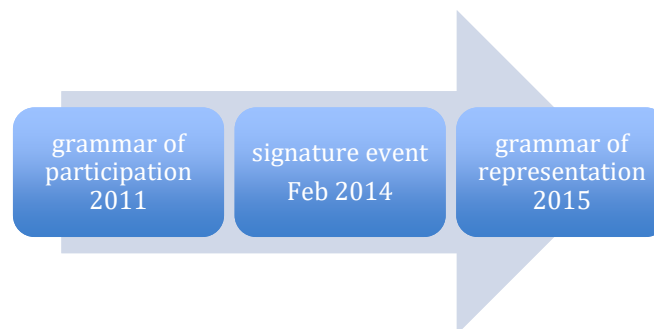 grammar of
participation
2011
signature event
Feb 2014
grammar of
representation
2015